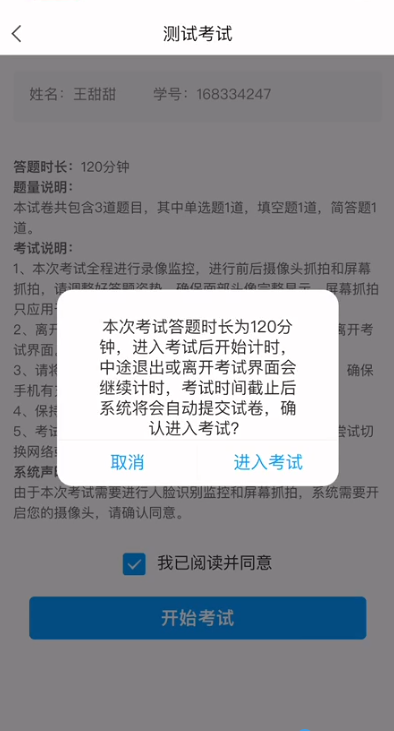 测试考试
姓名：王甜甜 学号：168334247
答题时长：120分钟
题量说明：
本试卷共包含3道题目，其中单选题1道，填空题1道，简答题1
道。
考试说明：
1、本次考试全程进行录像监控，进行前后摄像头抓拍和屏幕
抓拍，请调整好答题姿势，确保面部头像完整显示，屏幕抓拍
只应用
2、离开 离开考
试界面
3、请将 确保
手机有
4、保持
5、考试 尝试切
换网络
系统声明
由于本次考试需要进行人脸识别监控和屏幕抓拍，系统需要开
启您的摄像头，请确认同意。
本次考试答题时长为120分
钟，进入考试后开始计时，
中途退出或离开考试界面会
继续计时，考试时间截止后
系统将会自动提交试卷，确
认进入考试？
取消 进入考试
我已阅读并同意
开始考试